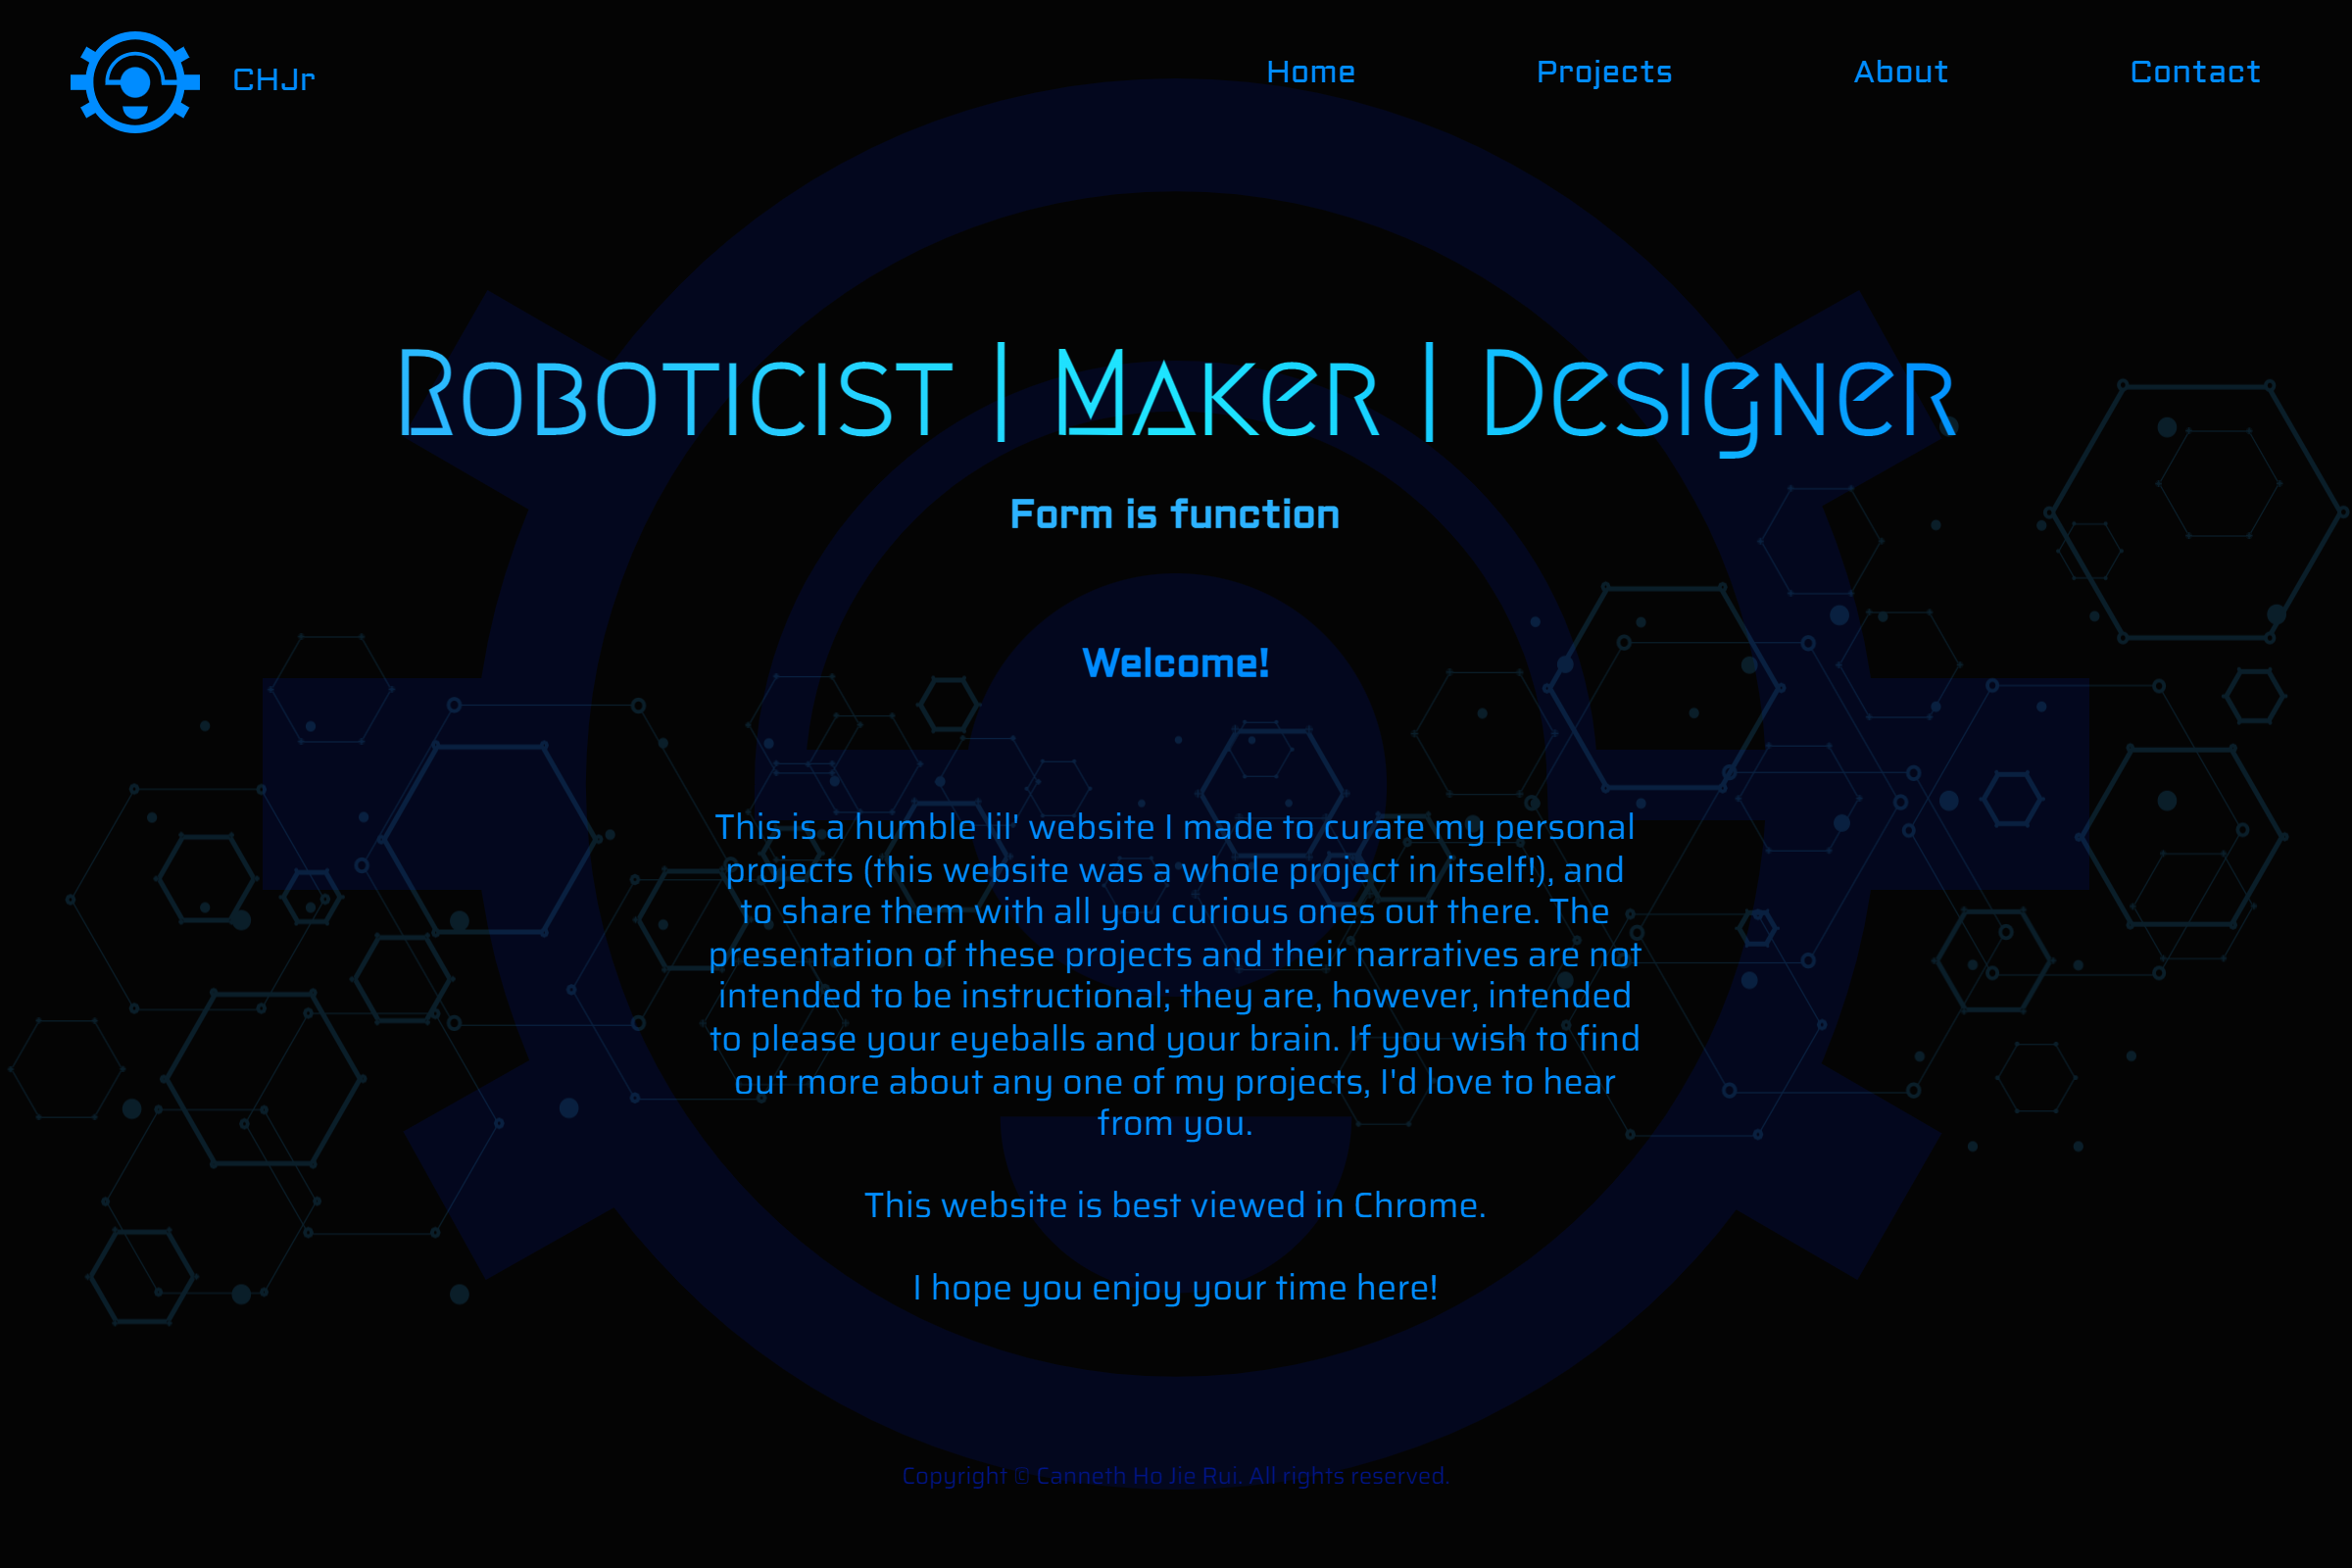 CHJr
Home
Projects
About
Contact
Roboticist | Maker | Designer
Form is function
Welcome!
This is a humble lil' website I made to curate my personal
projects (this website was a whole project in itself!), and
to share them with all you curious ones out there. The
presentation of these projects and their narratives are not
intended to be instructional; they are, however, intended
to please your eyeballs and your brain. If you wish to find
out more about any one of my projects, I'd love to hear
from you.
This website is best viewed in Chrome.
I hope you enjoy your time here!
Copyright © Canneth Ho Jie Rui. All rights reserved.